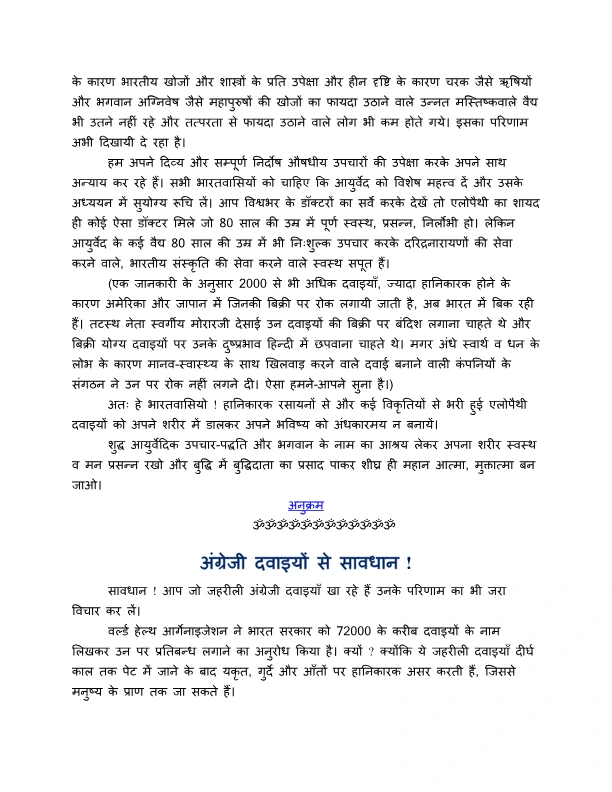 के कारण भारतीय खोजों और शास्त्रों के प्रति उपेक्षा और हीन दृष्टि के कारण चरक जैसे ऋषियों
और भगवान अग्निवेष जैसे महापुरुषों की खोजों का फायदा उठाने वाले उन्नत मस्तिष्कवाले वैद्य
भी उतने नहीं रहे और तत्परता से फायदा उठाने वाले लोग भी कम होते गये। इसका परिणाम
अभी दिखायी दे रहा है।
हम अपने दिव्य और सम्पूर्ण निर्दोष औषधीय उपचारों की उपेक्षा करके अपने साथ
अन्याय कर रहे हैं। सभी भारतवासियों को चाहिए कि आयुर्वेद को विशेष महत्त्व दें और उसके
अध्ययन में सुयोग्य रुचि लें। आप विश्वभर के डॉक्टरों का सर्वे करके देखें तो एलोपैथी का शायद
ही कोई ऐसा डॉक्टर मिले जो 80 साल की उम्र में पूर्ण स्वस्थ, प्रसन्न, निर्लोभी हो। लेकिन
आयुर्वेद के कई वैद्य 80 साल की उम्र में भी निःशुल्क उपचार करके दरिद्रनारायणों की सेवा
करने वाले, भारतीय संस्कृति की सेवा करने वाले स्वस्थ सपूत हैं।
(एक जानकारी के अनुसार 2000 से भी अधिक दवाइयाँ, ज्यादा हानिकारक होने के
कारण अमेरिका और जापान में जिनकी बिक्री पर रोक लगायी जाती है, अब भारत में बिक रही
हैं। तटस्थ नेता स्वर्गीय मोरारजी देसाई उन दवाइयों की बिक्री पर बंदिश लगाना चाहते थे और
बिक्री योग्य दवाइयों पर उनके दुष्प्रभाव हिन्दी में छपवाना चाहते थे। मगर अंधे स्वार्थ व धन के
लोभ के कारण मानव-स्वास्थ्य के साथ खिलवाड़ करने वाले दवाई बनाने वाली कंपनियों के
संगठन ने उन पर रोक नहीं लगने दी। ऐसा हमने-आपने सुना है।)
अतः हे भारतवासियो ! हानिकारक रसायनों से और कई विकृतियों से भरी हुई एलोपैथी
दवाइयों को अपने शरीर में डालकर अपने भविष्य को अंधकारमय न बनायें।
शुद्ध आयुर्वेदिक उपचार-पद्धति और भगवान के नाम का आश्रय लेकर अपना शरीर स्वस्थ
व मन प्रसन्न रखो और बुद्धि में बुद्धिदाता का प्रसाद पाकर शीघ्र ही महान आत्मा, मुक्तात्मा बन
जाओ।
अनुक्रम
ॐॐॐॐॐॐॐॐॐॐॐॐ
अंग्रेजी दवाइयों से सावधान !
सावधान ! आप जो जहरीली अंग्रेजी दवाइयाँ खा रहे हैं उनके परिणाम का भी जरा
विचार कर लें।
वर्ल्ड हेल्थ आर्गेनाइजेशन ने भारत सरकार को 72000 के करीब दवाइयों के नाम
लिखकर उन पर प्रतिबन्ध लगाने का अनुरोध किया है। क्यों ? क्योंकि ये जहरीली दवाइयाँ दीर्घ
काल तक पेट में जाने के बाद यकृत, गुर्दे और आँतों पर हानिकारक असर करती हैं, जिससे
मनुष्य के प्राण तक जा सकते हैं।